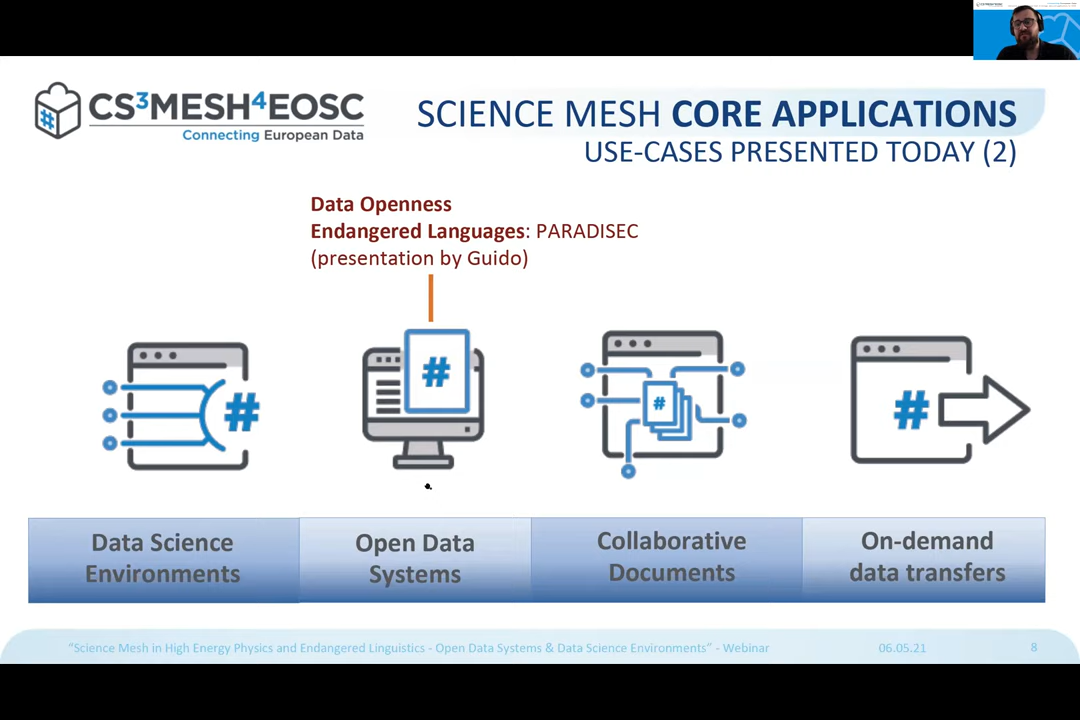 CS3MESH4EOSC
Connecting European Data
SCIENCE MESH CORE APPLICATIONS
USE-CASES PRESENTED TODAY (2)
Data Openness
Endangered Languages: PARADISEC
(presentation by Guido)
#
#
#
#
#
Data Science
Environments
Open Data
Systems
Collaborative
Documents
On-demand
data transfers
“Science Mesh in High Energy Physics and Endangered Linguistics - Open Data Systems & Data Science Environments” - Webinar
06.05.21
8